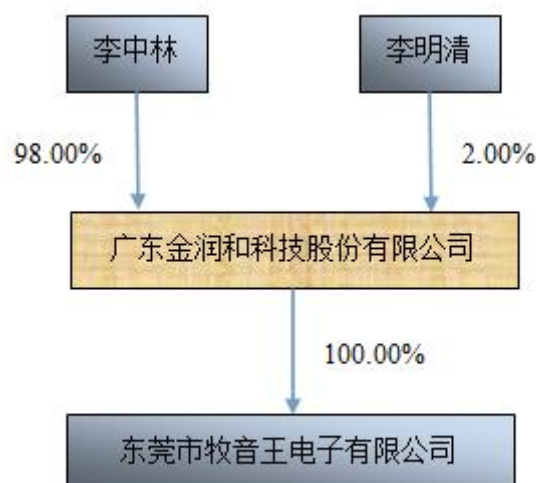 李中林
李明清
98.00%
2.00%
广东金润和科技股份有限公司
100.00%
东莞市牧音王电子有限公司